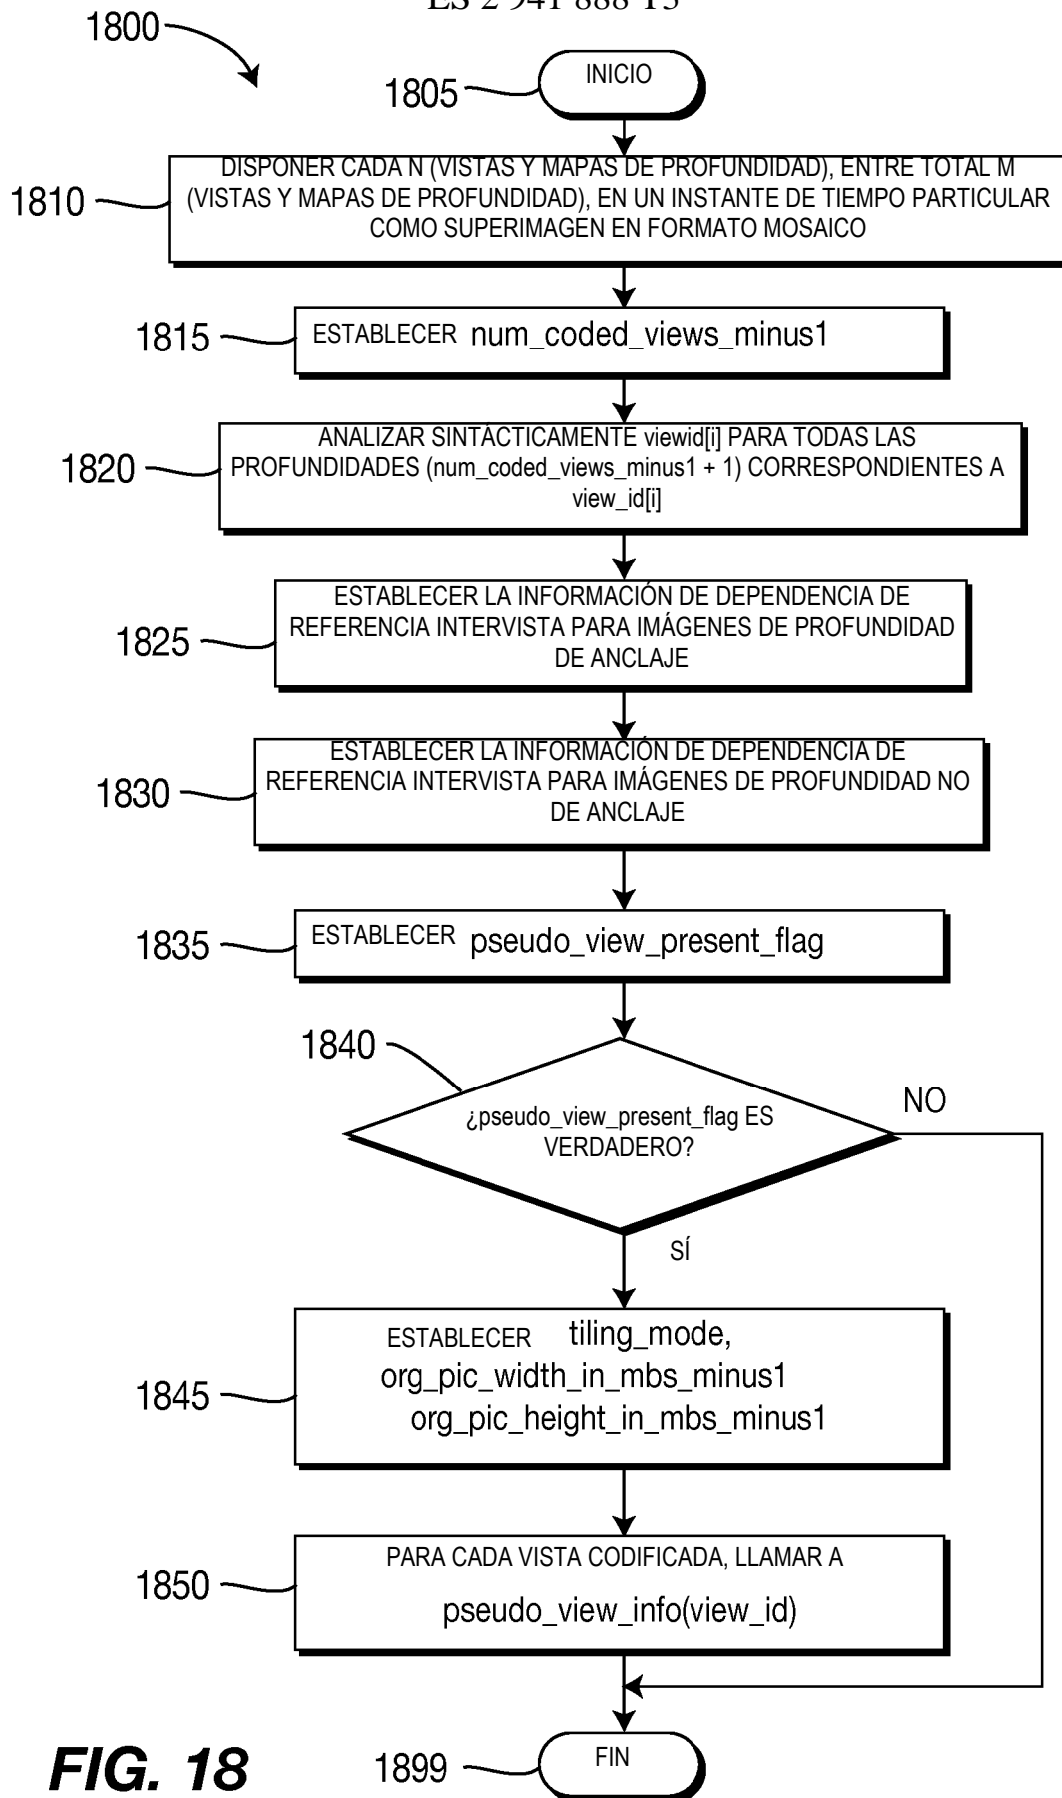 ES 2 941 888 T3
1800
1805
INICIO
1810
DISPONER CADA N (VISTAS Y MAPAS DE PROFUNDIDAD), ENTRE TOTAL M
(VISTAS Y MAPAS DE PROFUNDIDAD), EN UN INSTANTE DE TIEMPO PARTICULAR
COMO SUPERIMAGEN EN FORMATO MOSAICO
1815
ESTABLECER num_coded_views_minus1
1820
ANALIZAR SINTÁCTICAMENTE viewid[i] PARA TODAS LAS
PROFUNDIDADES (num_coded_views_minus1 + 1) CORRESPONDIENTES A
view_id[i]
1825
ESTABLECER LA INFORMACIÓN DE DEPENDENCIA DE
REFERENCIA INTERVISTA PARA IMÁGENES DE PROFUNDIDAD
DE ANCLAJE
1830
ESTABLECER LA INFORMACIÓN DE DEPENDENCIA DE
REFERENCIA INTERVISTA PARA IMÁGENES DE PROFUNDIDAD NO
DE ANCLAJE
1835
ESTABLECER pseudo_view_present_flag
1840
¿pseudo_view_present_flag ES
VERDADERO?
NO
SÍ
1845
ESTABLECER tiling_mode,
org_pic_width_in_mbs_minus1
org_pic_height_in_mbs_minus1
1850
PARA CADA VISTA CODIFICADA, LLAMAR A
pseudo_view_info(view_id)
1899
FIN
FIG. 18